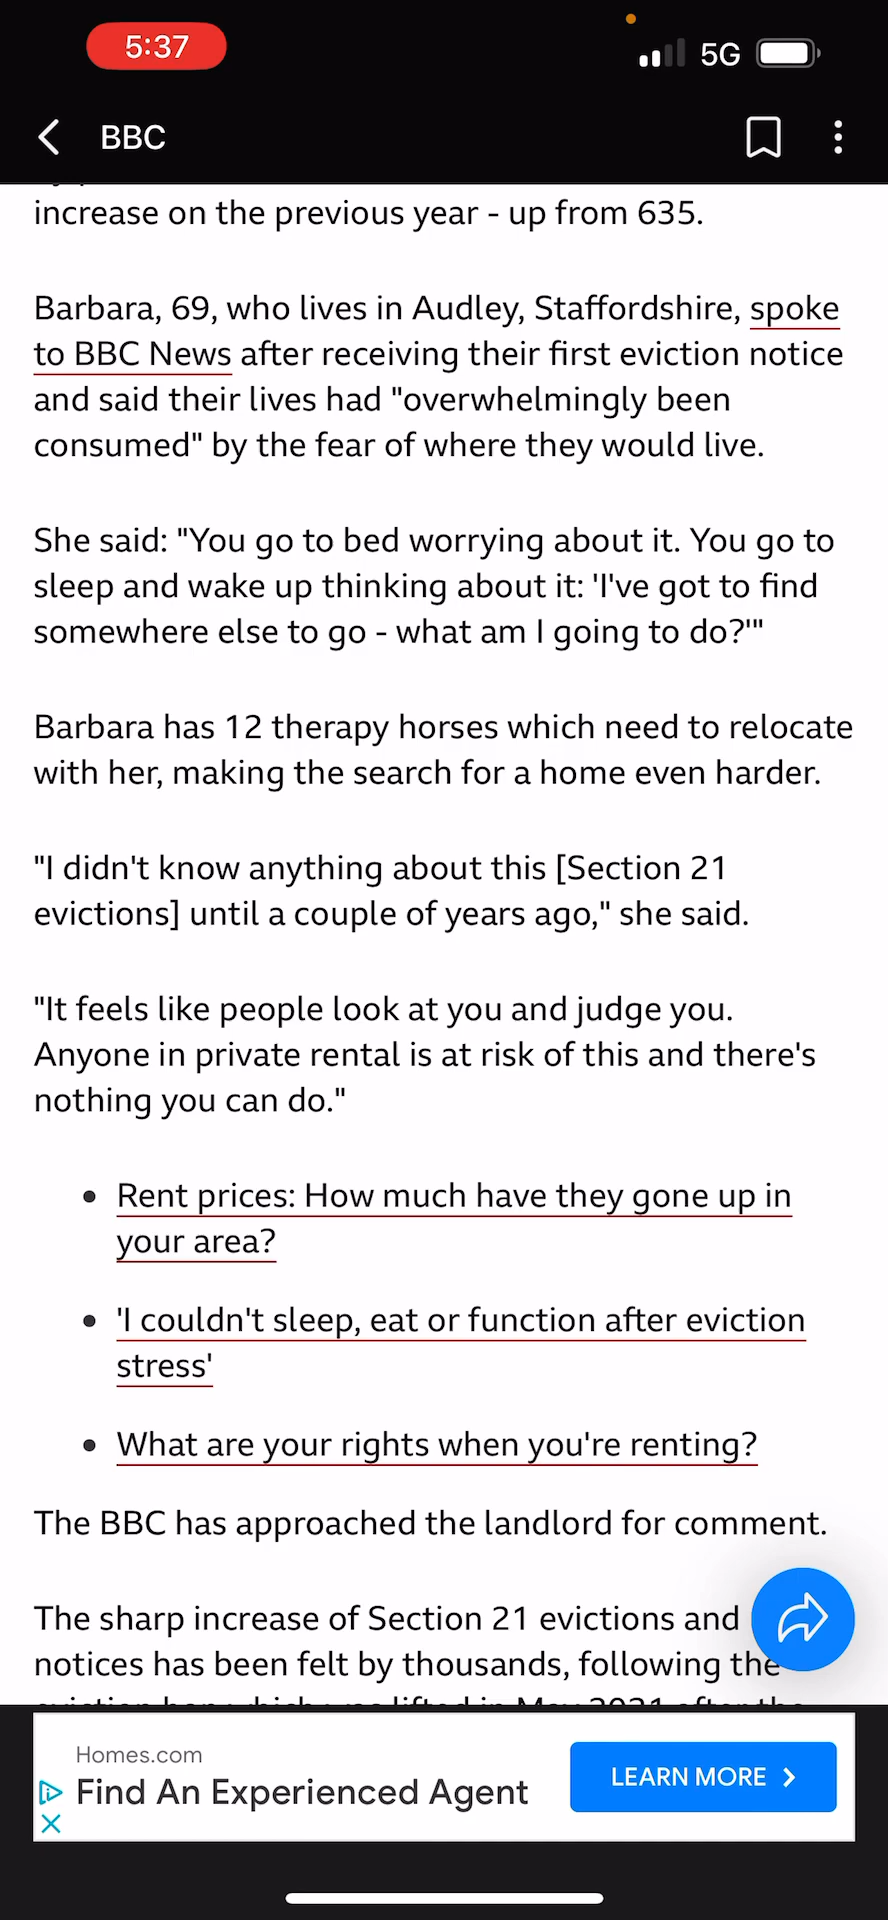 5:37
5G
BBC
increase on the previous year - up from 635.
Barbara, 69, who lives in Audley, Staffordshire, spoke
to BBC News after receiving their first eviction notice
and said their lives had "overwhelmingly been
consumed" by the fear of where they would live.
She said: "You go to bed worrying about it. You go to
sleep and wake up thinking about it: 'I've got to find
somewhere else to go - what am I going to do?'"
Barbara has 12 therapy horses which need to relocate
with her, making the search for a home even harder.
"I didn't know anything about this [Section 21
evictions] until a couple of years ago," she said.
"It feels like people look at you and judge you.
Anyone in private rental is at risk of this and there's
nothing you can do."
• Rent prices: How much have they gone up in
your area?
• 'I couldn't sleep, eat or function after eviction
stress'
• What are your rights when you're renting?
The BBC has approached the landlord for comment.
The sharp increase of Section 21 evictions and
notices has been felt by thousands, following the
eviction ban which was lifted in May 2021 after the
Homes.com
Find An Experienced Agent
LEARN MORE